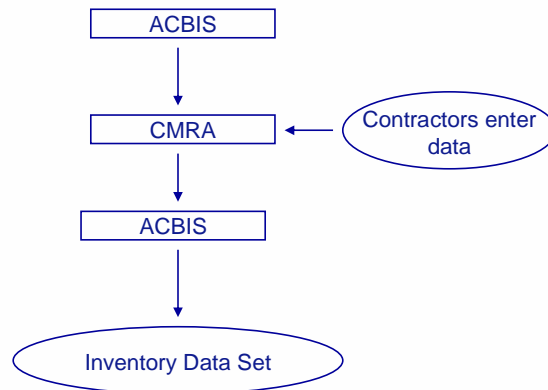 ACBIS
CMRA
Contractors enter
data
ACBIS
Inventory Data Set